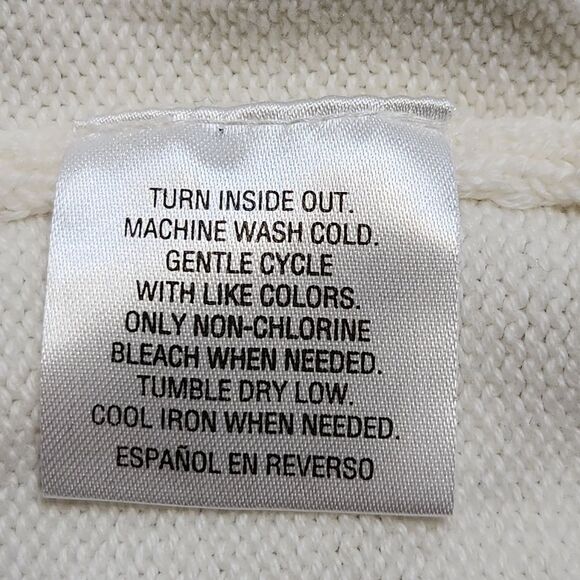 TURN INSIDE OUT.
MACHINE WASH COLD.
GENTLE CYCLE
WITH LIKE COLORS.
ONLY NON-CHLORINE
BLEACH WHEN NEEDED.
TUMBLE DRY LOW.
COOL IRON WHEN NEEDED.
ESPAÑOL EN REVERSO